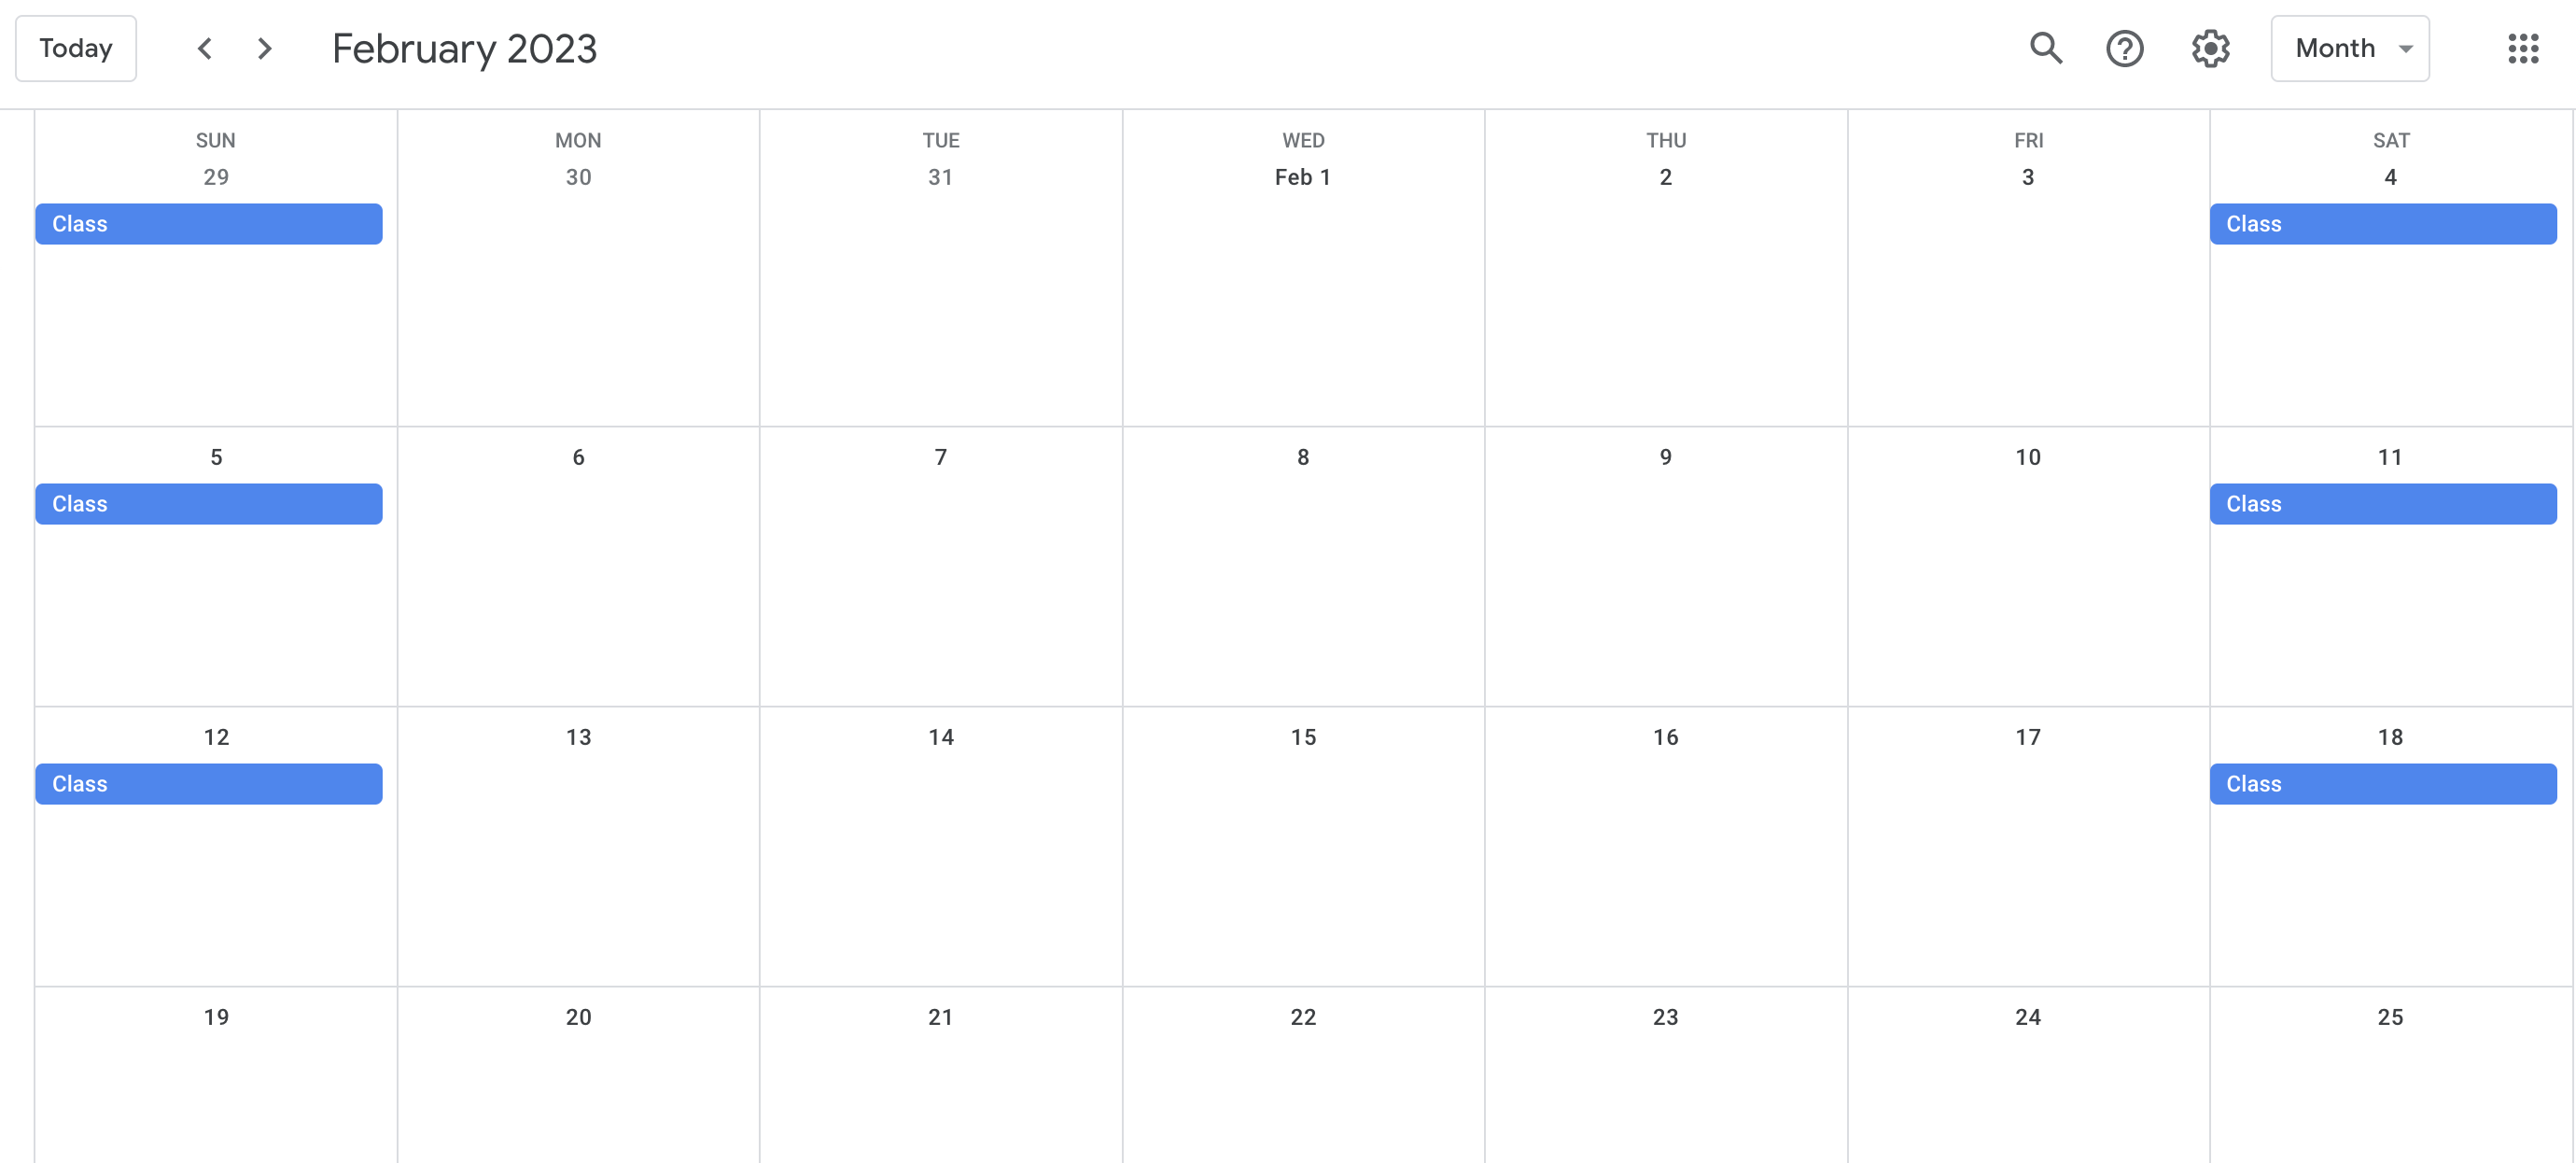 Today February 2023 Month
SUN MON TUE WED THU FRI SAT
29 30 31 Feb 1 2 3 4
Class Class
5 6 7 8 9 10 11
Class Class
12 13 14 15 16 17 18
Class Class
19 20 21 22 23 24 25